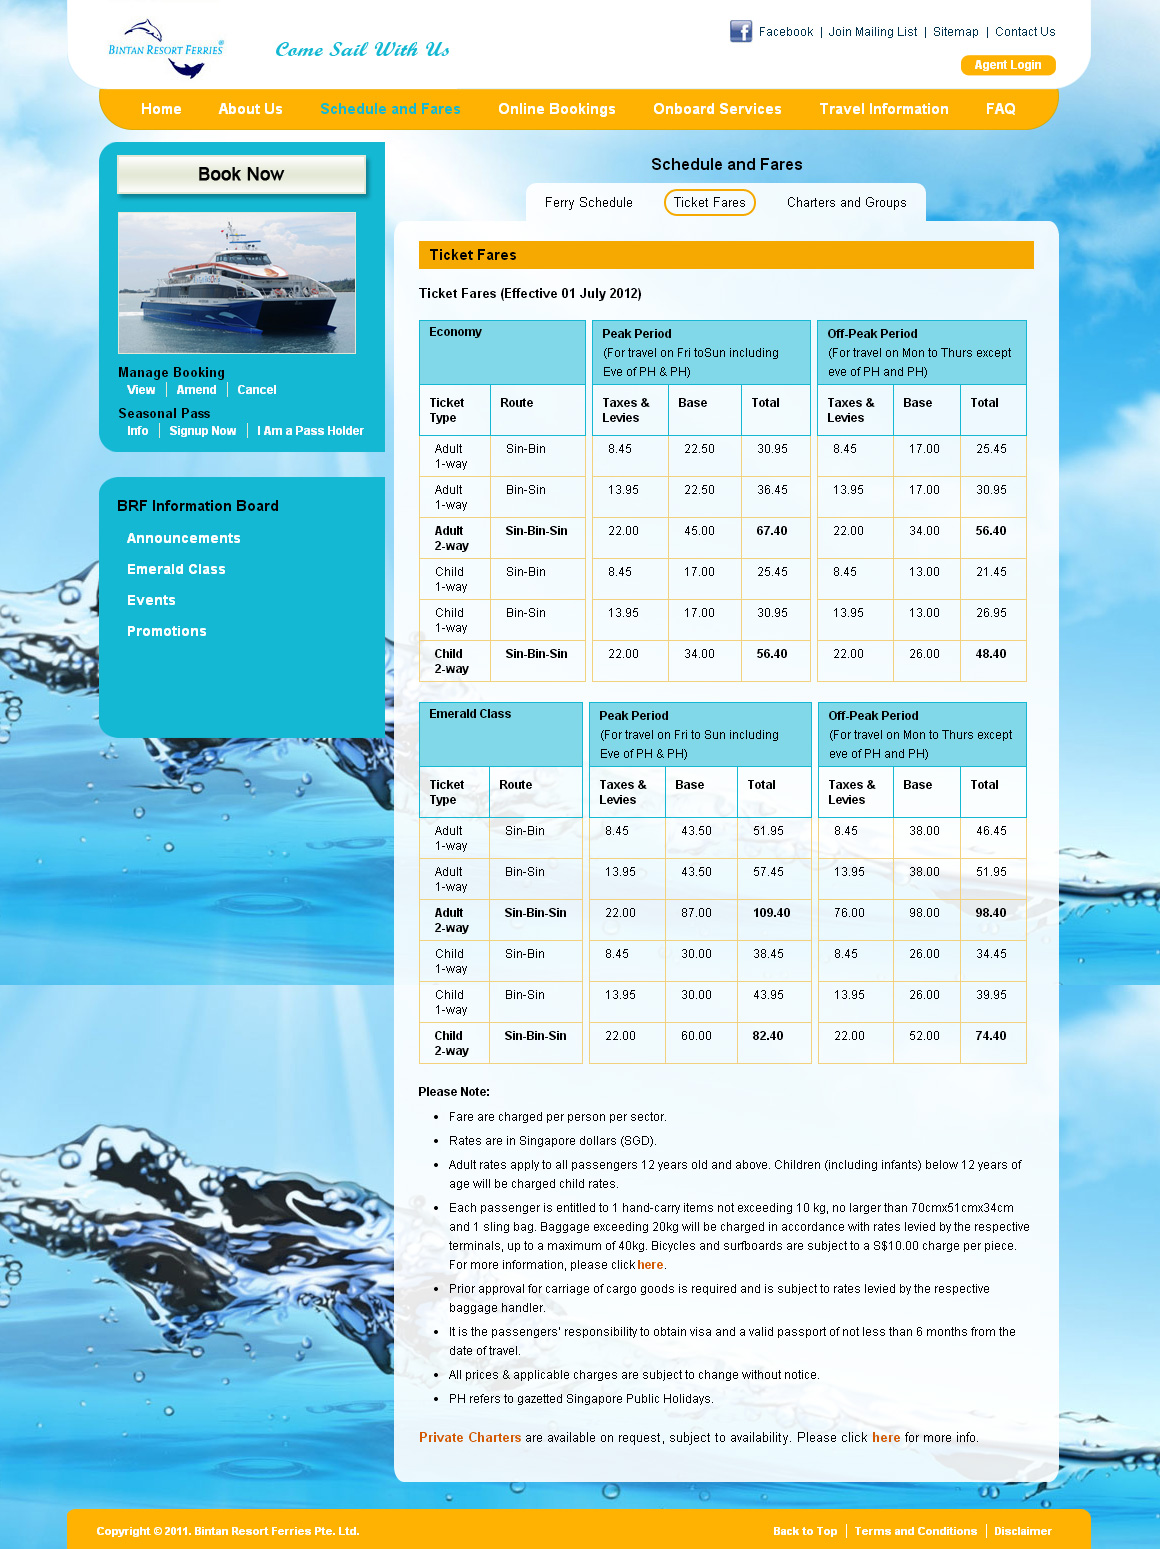 BINTAN RESORT FERRIES®
Come Sail With Us
Facebook | Join Mailing List | Sitemap | Contact Us
Agent Login
Home About Us Schedule and Fares Online Bookings Onboard Services Travel Information FAQ
Book Now
Manage Booking
View Amend Cancel
Seasonal Pass
Info Signup Now I Am a Pass Holder
BRF Information Board
Announcements
Emerald Class
Events
Promotions
Schedule and Fares
Ferry Schedule Ticket Fares Charters and Groups
Ticket Fares
Ticket Fares (Effective 01 July 2012)
Economy Peak Period Off-Peak Period
(For travel on Fri toSun including (For travel on Mon to Thurs except
Eve of PH & PH) eve of PH and PH)
Ticket Route Taxes & Base Total Taxes & Base Total
Type Levies Levies
Adult Sin-Bin 8.45 22.50 30.95 8.45 17.00 25.45
1-way
Adult Bin-Sin 13.95 22.50 36.45 13.95 17.00 30.95
1-way
Adult Sin-Bin-Sin 22.00 45.00 67.40 22.00 34.00 56.40
2-way
Child Sin-Bin 8.45 17.00 25.45 8.45 13.00 21.45
1-way
Child Bin-Sin 13.95 17.00 30.95 13.95 13.00 26.95
1-way
Child Sin-Bin-Sin 22.00 34.00 56.40 22.00 26.00 48.40
2-way
Emerald Class Peak Period Off-Peak Period
(For travel on Fri to Sun including (For travel on Mon to Thurs except
Eve of PH & PH) eve of PH and PH)
Ticket Route Taxes & Base Total Taxes & Base Total
Type Levies Levies
Adult Sin-Bin 8.45 43.50 51.95 8.45 38.00 46.45
1-way
Adult Bin-Sin 13.95 43.50 57.45 13.95 38.00 51.95
1-way
Adult Sin-Bin-Sin 22.00 87.00 109.40 76.00 98.00 98.40
2-way
Child Sin-Bin 8.45 30.00 38.45 8.45 26.00 34.45
1-way
Child Bin-Sin 13.95 30.00 43.95 13.95 26.00 39.95
1-way
Child Sin-Bin-Sin 22.00 60.00 82.40 22.00 52.00 74.40
2-way
Please Note:
• Fare are charged per person per sector.
• Rates are in Singapore dollars (SGD).
• Adult rates apply to all passengers 12 years old and above. Children (including infants) below 12 years of
age will be charged child rates.
• Each passenger is entitled to 1 hand-carry items not exceeding 10 kg, no larger than 70cmx51cmx34cm
and 1 sling bag. Baggage exceeding 20kg will be charged in accordance with rates levied by the respective
terminals, up to a maximum of 40kg. Bicycles and surfboards are subject to a S$10.00 charge per piece.
For more information, please click here.
• Prior approval for carriage of cargo goods is required and is subject to rates levied by the respective
baggage handler.
• It is the passengers' responsibility to obtain visa and a valid passport of not less than 6 months from the
date of travel.
• All prices & applicable charges are subject to change without notice.
• PH refers to gazetted Singapore Public Holidays.
Private Charters are available on request, subject to availability. Please click here for more info.
Copyright © 2011. Bintan Resort Ferries Pte. Ltd.
Back to Top | Terms and Conditions | Disclaimer